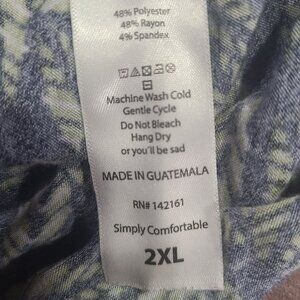 48% Polyester
48% Rayon
4% Spandex
Machine Wash Cold
Gentle Cycle
Do Not Bleach
Hang Dry
or you'll be sad
MADE IN GUATEMALA
RN# 142161
Simply Comfortable
2XL